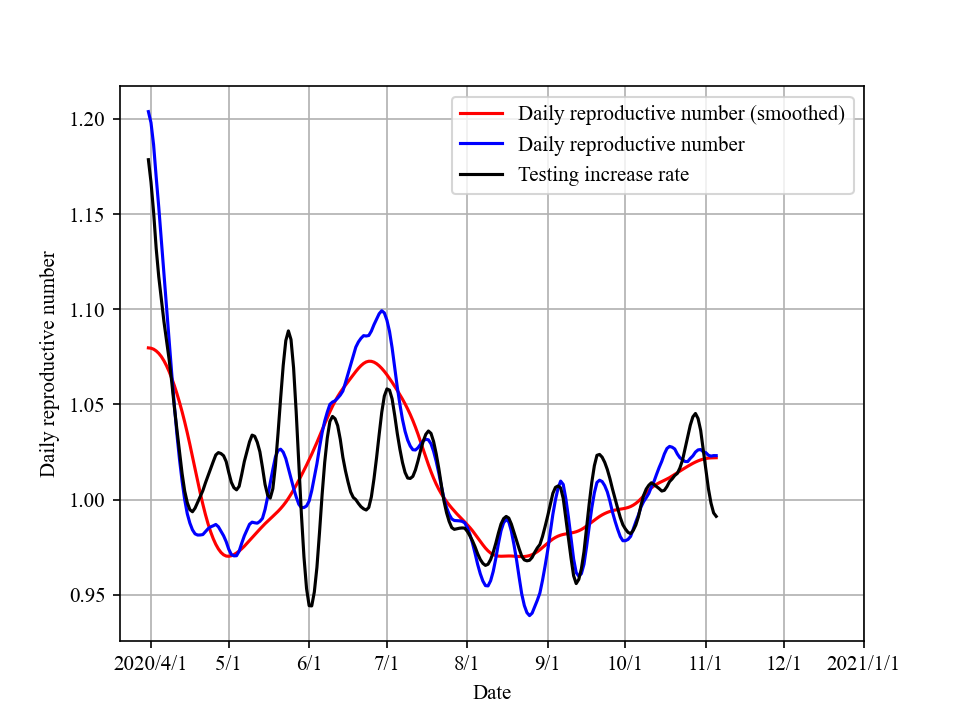 Daily reproductive number (smoothed)
Daily reproductive number
Testing increase rate
1.20
1.15
1.10
1.05
1.00
0.95
Daily reproductive number
2020/4/1 5/1 6/1 7/1 8/1 9/1 10/1 11/1 12/1 2021/1/1
Date